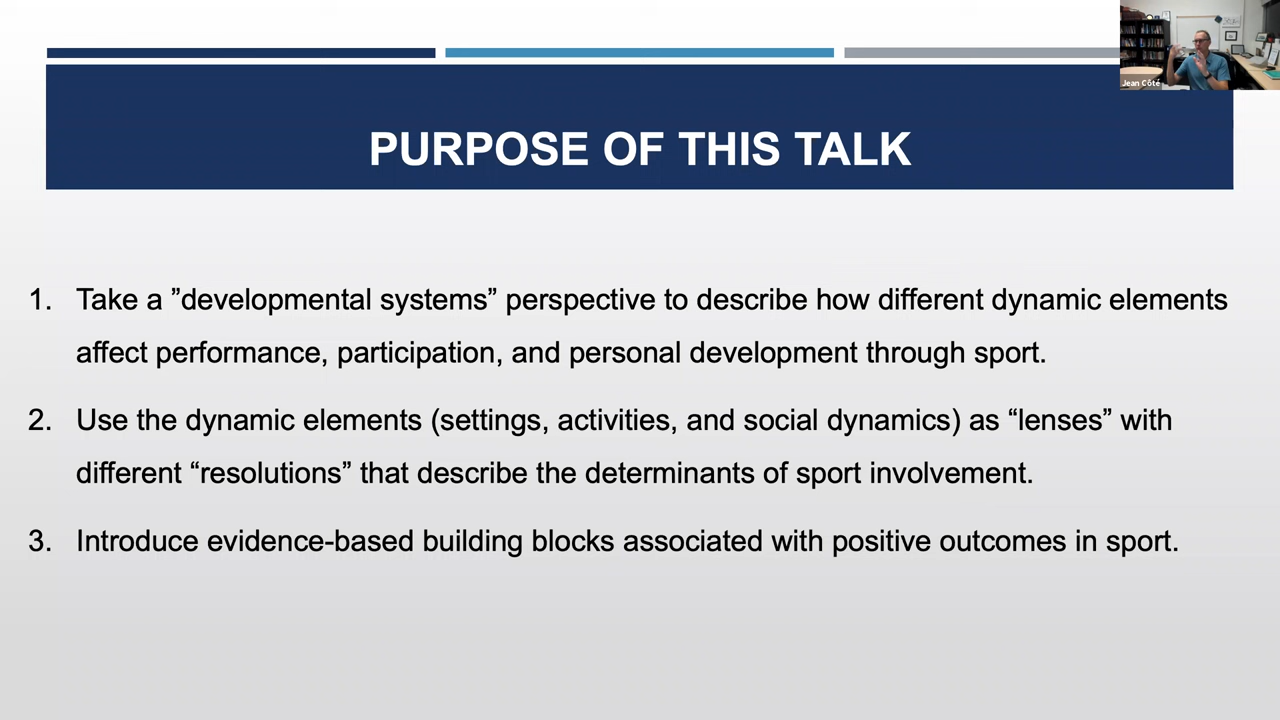 Jean Côté
PURPOSE OF THIS TALK
1. Take a ”developmental systems” perspective to describe how different dynamic elements
affect performance, participation, and personal development through sport.
2. Use the dynamic elements (settings, activities, and social dynamics) as “lenses” with
different “resolutions” that describe the determinants of sport involvement.
3. Introduce evidence-based building blocks associated with positive outcomes in sport.